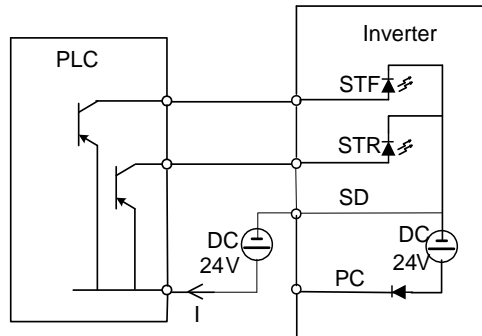 Inverter
PLC
STF
STR
SD
DC
24V
DC
24V
PC
I